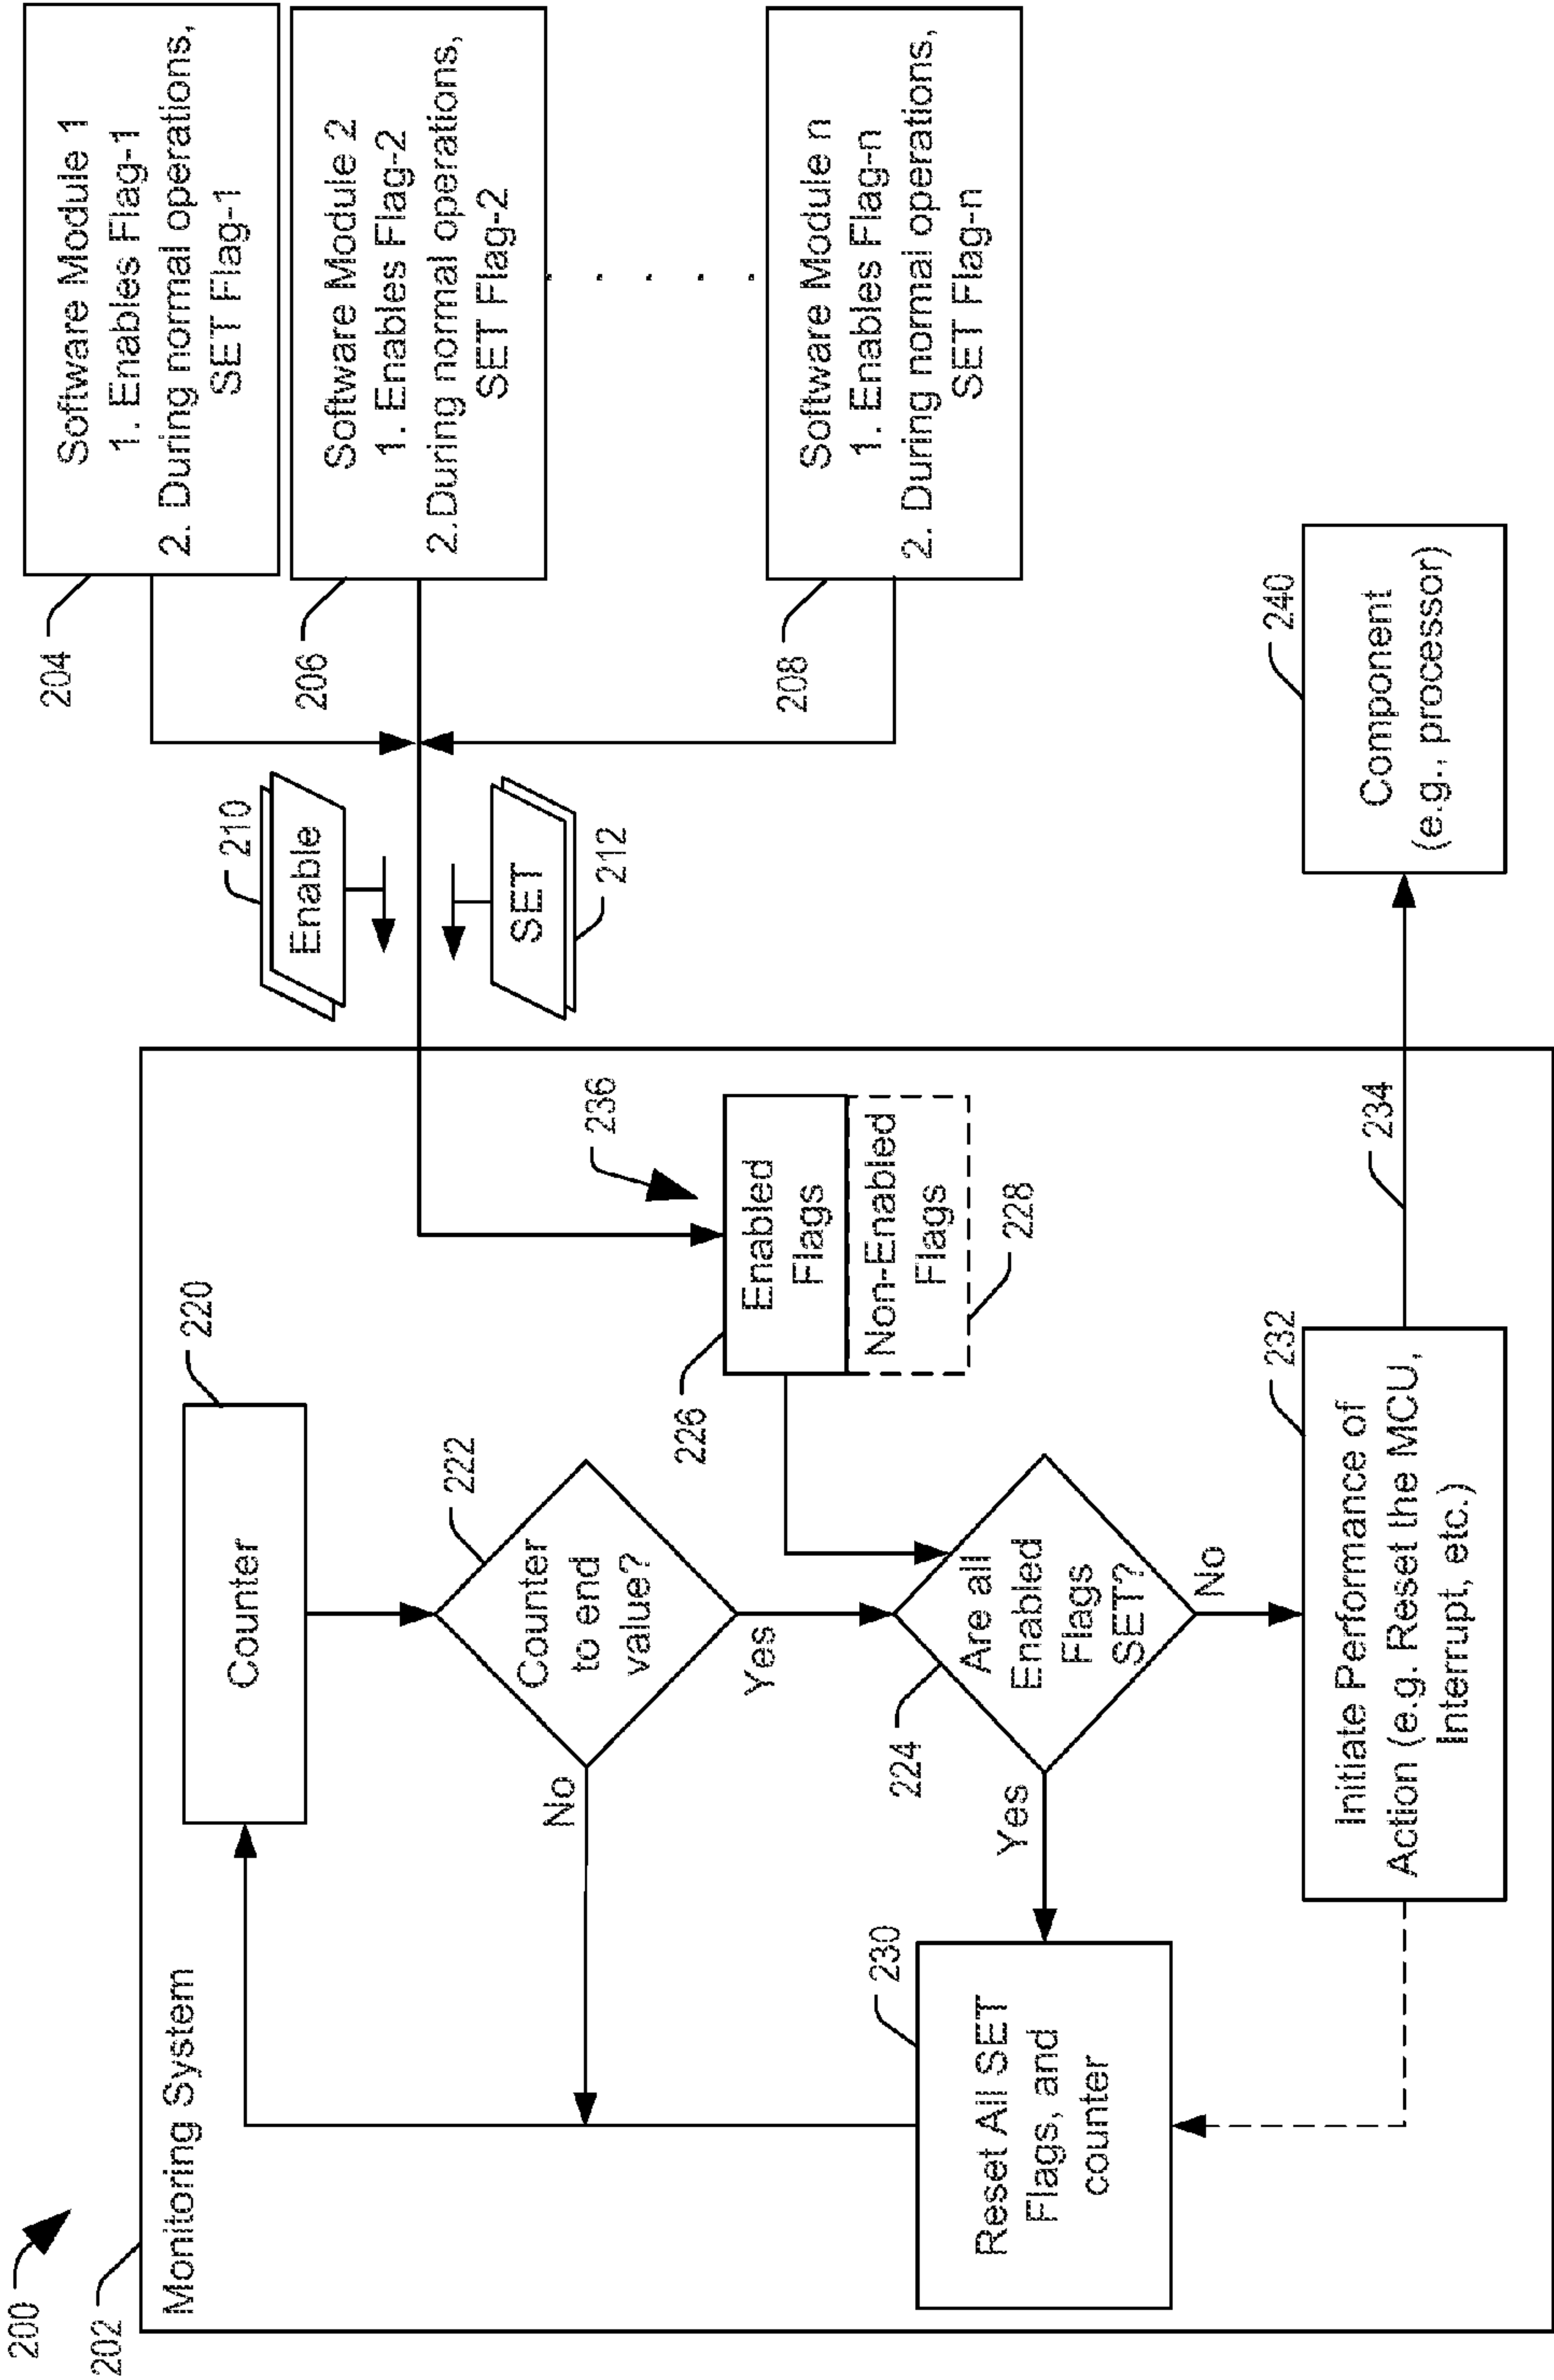 200
202
Monitoring System
Counter
220
Counter
to end
value?
222
No
Yes
Are all
Enabled
Flags
SET?
224
Yes
No
Reset All SET
Flags, and
counter
230
Enabled
Flags
226
236
Non-Enabled
Flags
228
Initiate Performance of
Action (e.g. Reset the MCU,
Interrupt, etc.)
232
234
Enable
210
SET
212
Software Module 1
1. Enables Flag-1
2. During normal operations,
SET Flag-1
204
Software Module 2
1. Enables Flag-2
2.During normal operations,
SET Flag-2
206
. . . . .
Software Module n
1. Enables Flag-n
2. During normal operations,
SET Flag-n
208
Component
(e.g., processor)
240